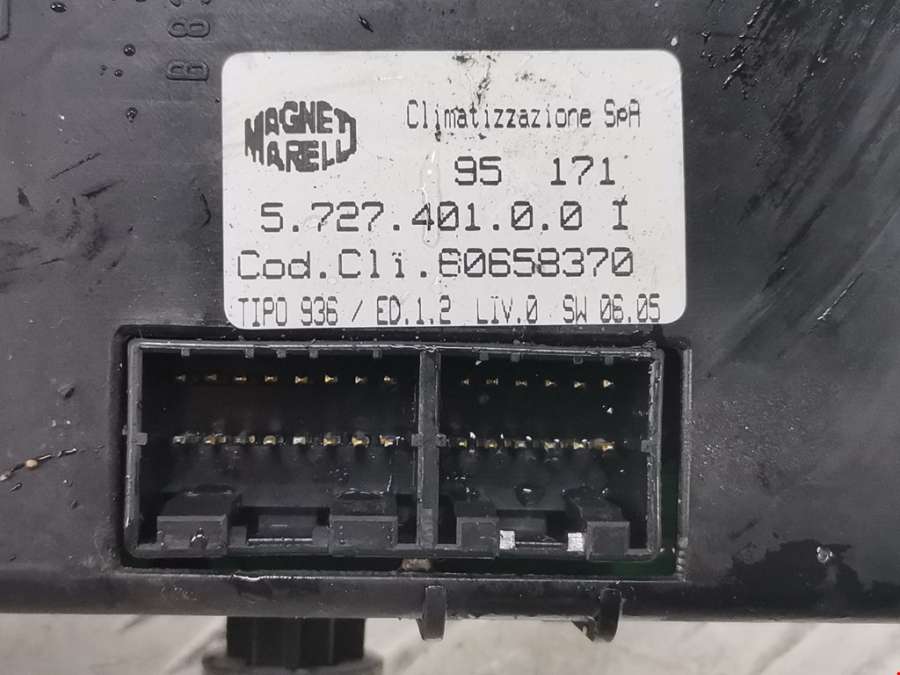 MAGNETI
MARELLI
Climatizzazione SpA
95 171
5.727.401.0.0 I
Cod.Cli.60658370
TIPO 936 / ED.1.2 LIV.0 SW 06.05